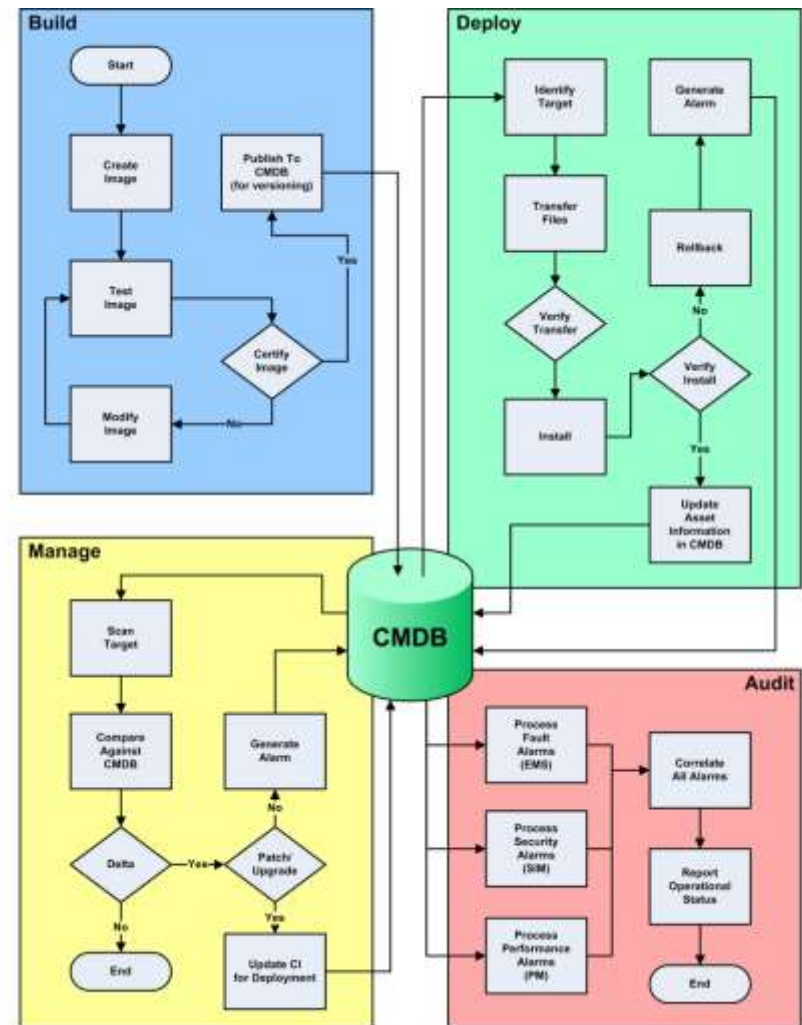 Build
Start
Create
Image
Publish To
CMDB
(for versioning)
Yes
Test
Image
Certify
Image
No
Modify
Image
Deploy
Identify
Target
Generate
Alarm
Transfer
Files
Rollback
Verify
Transfer
No
Verify
Install
Install
Yes
Update
Asset
Information
in CMDB
CMDB
Manage
Scan
Target
Compare
Against
CMDB
Generate
Alarm
No
Delta
Yes
Patch/
Upgrade
No
Yes
End
Update CI
for Deployment
Audit
Process
Fault
Alarms
(EMS)
Correlate
All Alarms
Process
Security
Alarms
(SIM)
Report
Operational
Status
Process
Performance
Alarms
(PM)
End